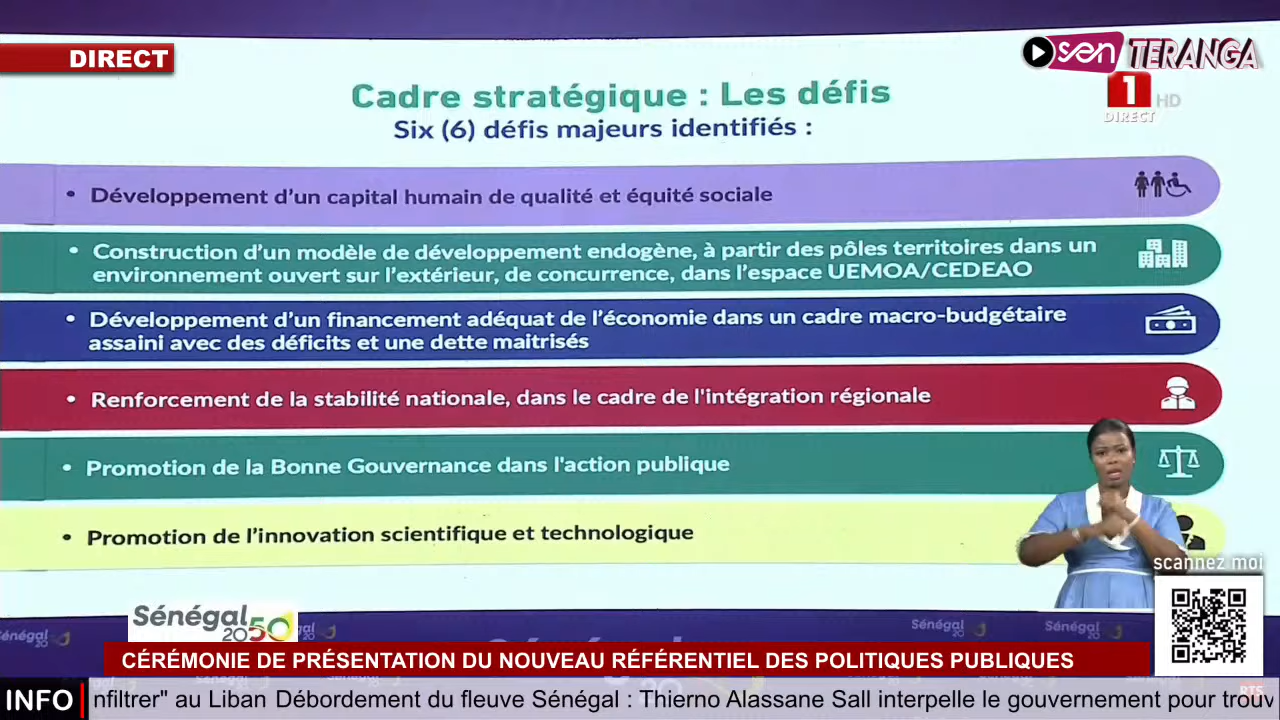 DIRECT
sen TERANGA
1 HD
DIRECT
Cadre stratégique : Les défis
Six (6) défis majeurs identifiés :
• Développement d’un capital humain de qualité et équité sociale
• Construction d’un modèle de développement endogène, à partir des pôles territoires dans un
environnement ouvert sur l’extérieur, de concurrence, dans l’espace UEMOA/CEDEAO
• Développement d’un financement adéquat de l’économie dans un cadre macro-budgétaire
assaini avec des déficits et une dette maitrisés
• Renforcement de la stabilité nationale, dans le cadre de l'intégration régionale
• Promotion de la Bonne Gouvernance dans l'action publique
• Promotion de l’innovation scientifique et technologique
scannez moi
Sénégal
2050
Sénégal
Sénégal
Sénégal
CÉRÉMONIE DE PRÉSENTATION DU NOUVEAU RÉFÉRENTIEL DES POLITIQUES PUBLIQUES
INFO nfiltrer" au Liban Débordement du fleuve Sénégal : Thierno Alassane Sall interpelle le gouvernement pour trouv
RTS